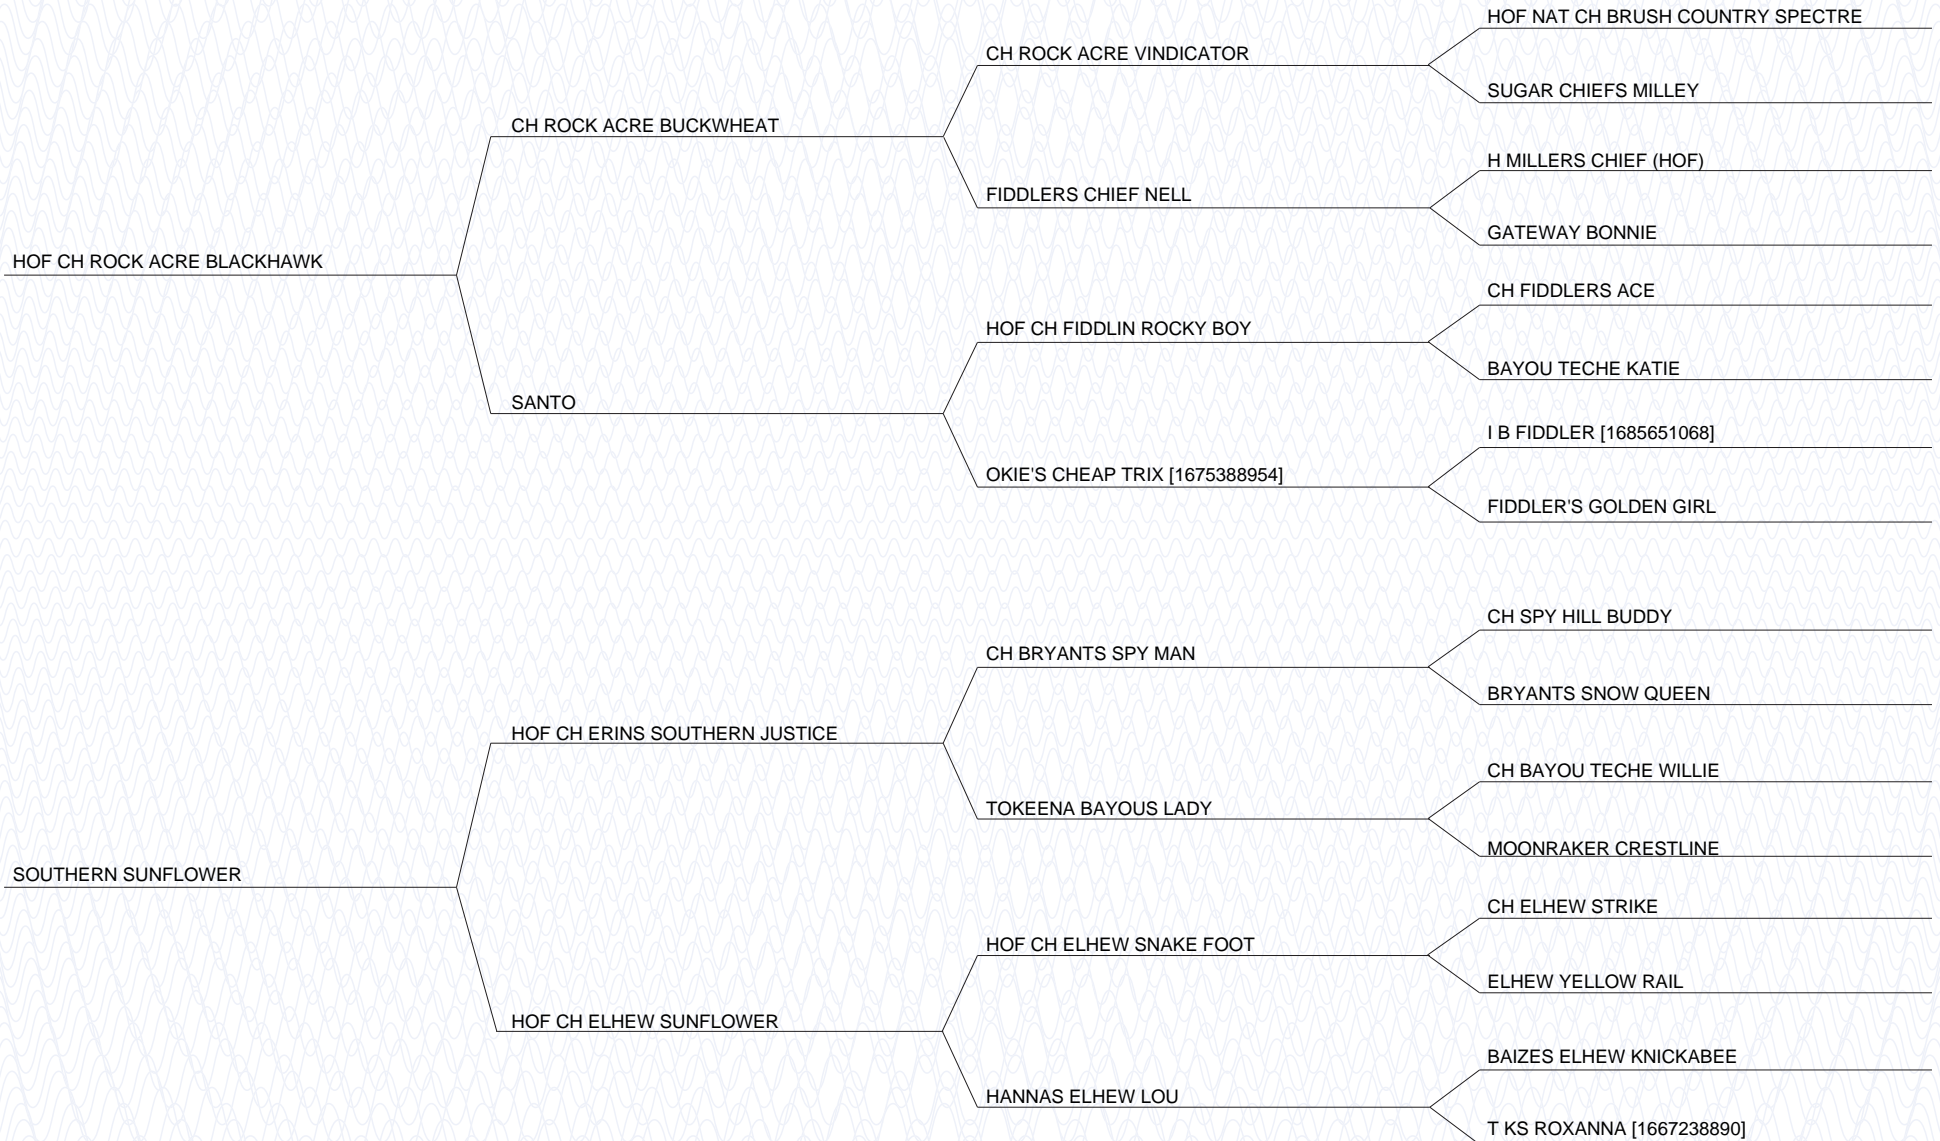 HOF NAT CH BRUSH COUNTRY SPECTRE
CH ROCK ACRE VINDICATOR
SUGAR CHIEFS MILLEY
CH ROCK ACRE BUCKWHEAT
H MILLERS CHIEF (HOF)
FIDDLERS CHIEF NELL
GATEWAY BONNIE
HOF CH ROCK ACRE BLACKHAWK
CH FIDDLERS ACE
HOF CH FIDDLIN ROCKY BOY
BAYOU TECHE KATIE
SANTO
I B FIDDLER [1685651068]
OKIE'S CHEAP TRIX [1675388954]
FIDDLER'S GOLDEN GIRL
CH SPY HILL BUDDY
CH BRYANTS SPY MAN
BRYANTS SNOW QUEEN
HOF CH ERINS SOUTHERN JUSTICE
CH BAYOU TECHE WILLIE
TOKEENA BAYOUS LADY
MOONRAKER CRESTLINE
SOUTHERN SUNFLOWER
CH ELHEW STRIKE
HOF CH ELHEW SNAKE FOOT
ELHEW YELLOW RAIL
HOF CH ELHEW SUNFLOWER
BAIZES ELHEW KNICKABEE
HANNAS ELHEW LOU
T KS ROXANNA [1667238890]